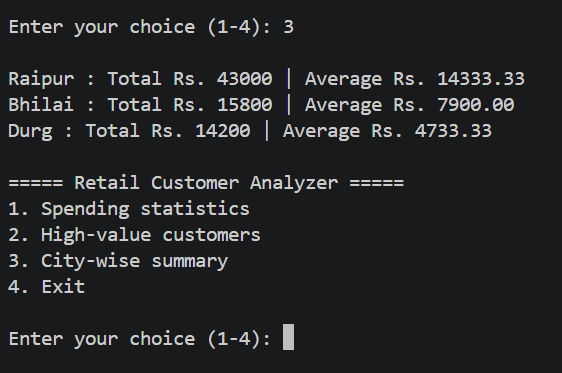 Enter your choice (1-4): 3
Raipur : Total Rs. 43000 | Average Rs. 14333.33
Bhilai : Total Rs. 15800 | Average Rs. 7900.00
Durg : Total Rs. 14200 | Average Rs. 4733.33
===== Retail Customer Analyzer =====
1. Spending statistics
2. High-value customers
3. City-wise summary
4. Exit
Enter your choice (1-4):